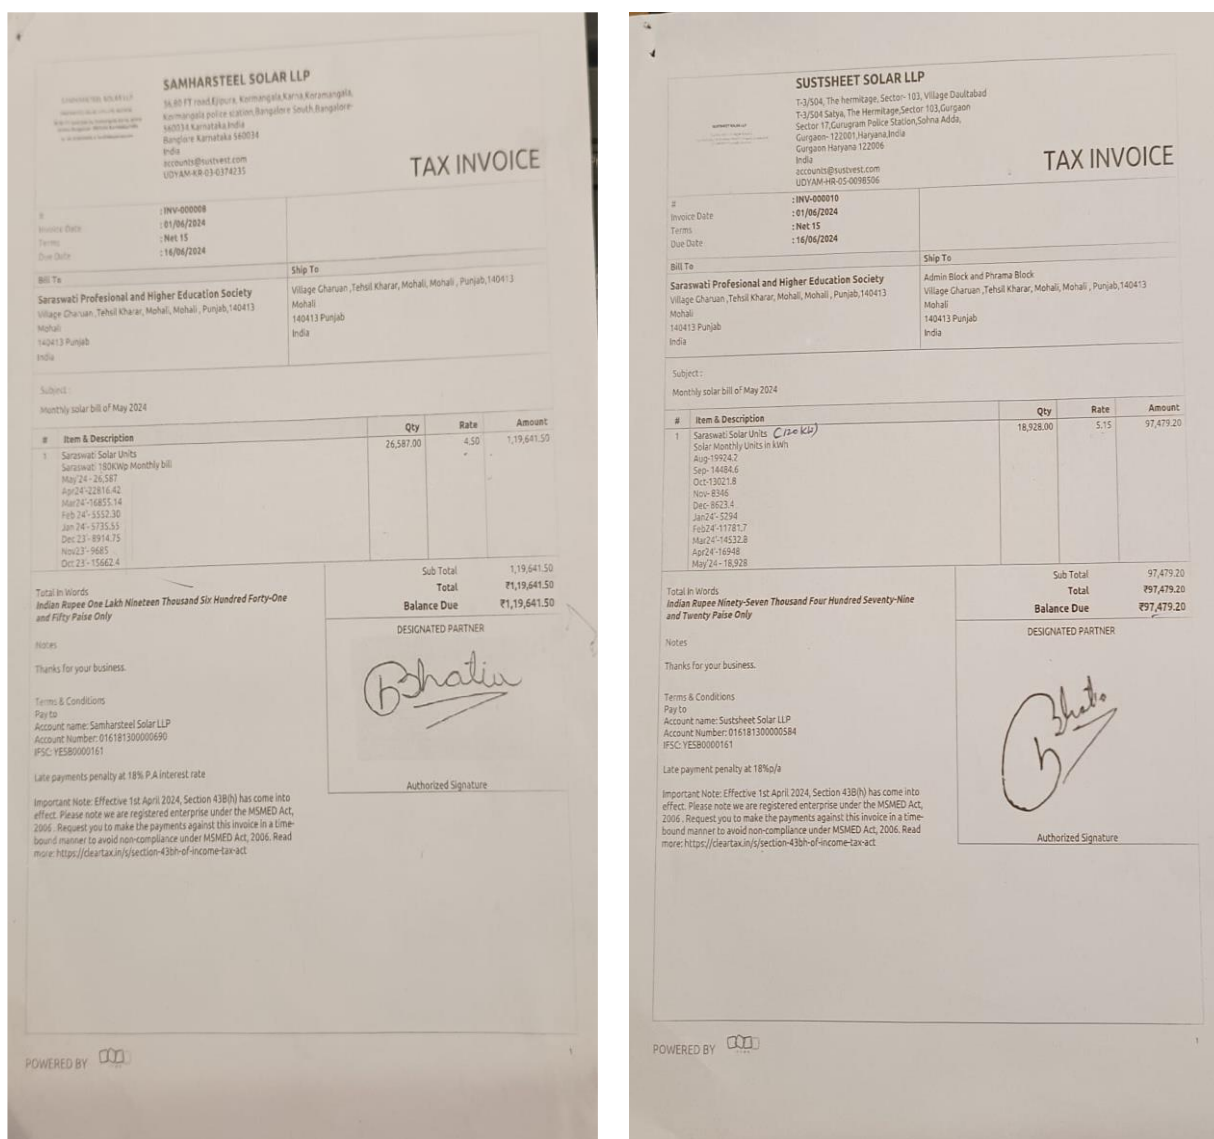 SAMHARSTEEL SOLAR LLP
36,80 FT road,Ejipura, Kormangala,Karna,Koramangala,
Kormangala police station,Bangalore South,Bangalore-
560034 Karnataka,India
Banglore Karnataka 560034
India
accounts@sustvest.com
UDYAM-KR-03-0374235
TAX INVOICE
# : INV-000008
Invoice Date : 01/06/2024
Terms : Net 15
Due Date : 16/06/2024
Bill To
Saraswati Profesional and Higher Education Society
Village Gharuan ,Tehsil Kharar, Mohali, Mohali , Punjab,140413
Mohali
140413 Punjab
India
Ship To
Village Gharuan ,Tehsil Kharar, Mohali, Mohali , Punjab,140413
Mohali
140413 Punjab
India
Subject :
Monthly solar bill of May 2024
# Item & Description Qty Rate Amount
1 Saraswati Solar Units 26,587.00 4.50 1,19,641.50
Saraswati 180KWp Monthly bill
May'24 - 26,587
Apr24'-22816.42
Mar24'-16855.14
Feb 24'- 5552.30
Jan 24'- 5735.55
Dec 23'- 8914.75
Nov23'- 9685
Oct 23 - 15662.4
Sub Total 1,19,641.50
Total ₹1,19,641.50
Balance Due ₹1,19,641.50
Total In Words
Indian Rupee One Lakh Nineteen Thousand Six Hundred Forty-One
and Fifty Paise Only
Notes
Thanks for your business.
Terms & Conditions
Pay to
Account name: Samharsteel Solar LLP
Account Number: 016181300000690
IFSC: YESB0000161
Late payments penalty at 18% P.A interest rate
Important Note: Effective 1st April 2024, Section 43B(h) has come into
effect. Please note we are registered enterprise under the MSMED Act,
2006 . Request you to make the payments against this invoice in a time-
bound manner to avoid non-compliance under MSMED Act, 2006. Read
more: https://cleartax.in/s/section-43bh-of-income-tax-act
DESIGNATED PARTNER
Bhatia
Authorized Signature
POWERED BY
1
SUSTSHEET SOLAR LLP
SUSTSHEET SOLAR LLP
T-3/504, The hermitage, Sector- 103, Village Daultabad
T-3/504 Satya, The Hermitage,Sector 103,Gurgaon
Sector 17,Gurugram Police Station,Sohna Adda,
Gurgaon- 122001,Haryana,India
Gurgaon Haryana 122006
India
accounts@sustvest.com
UDYAM-HR-05-0098506
TAX INVOICE
# : INV-000010
Invoice Date : 01/06/2024
Terms : Net 15
Due Date : 16/06/2024
Bill To
Saraswati Profesional and Higher Education Society
Village Gharuan ,Tehsil Kharar, Mohali, Mohali , Punjab,140413
Mohali
140413 Punjab
India
Ship To
Admin Block and Phrama Block
Village Gharuan ,Tehsil Kharar, Mohali, Mohali , Punjab,140413
Mohali
140413 Punjab
India
Subject :
Monthly solar bill of May 2024
# Item & Description Qty Rate Amount
1 Saraswati Solar Units (120 kW) 18,928.00 5.15 97,479.20
Solar Monthly Units in kWh
Aug-19924.2
Sep- 14484.6
Oct-13021.8
Nov- 8346
Dec- 8623.4
Jan24'- 5294
Feb24'-11781.7
Mar24'-14532.8
Apr24'-16948
May'24 - 18,928
Sub Total 97,479.20
Total ₹97,479.20
Balance Due ₹97,479.20
Total In Words
Indian Rupee Ninety-Seven Thousand Four Hundred Seventy-Nine
and Twenty Paise Only
Notes
Thanks for your business.
Terms & Conditions
Pay to
Account name: Sustsheet Solar LLP
Account Number: 016181300000584
IFSC: YESB0000161
Late payment penalty at 18%p/a
Important Note: Effective 1st April 2024, Section 43B(h) has come into
effect. Please note we are registered enterprise under the MSMED Act,
2006 . Request you to make the payments against this invoice in a time-
bound manner to avoid non-compliance under MSMED Act, 2006. Read
more: https://cleartax.in/s/section-43bh-of-income-tax-act
DESIGNATED PARTNER
Authorized Signature
POWERED BY
1